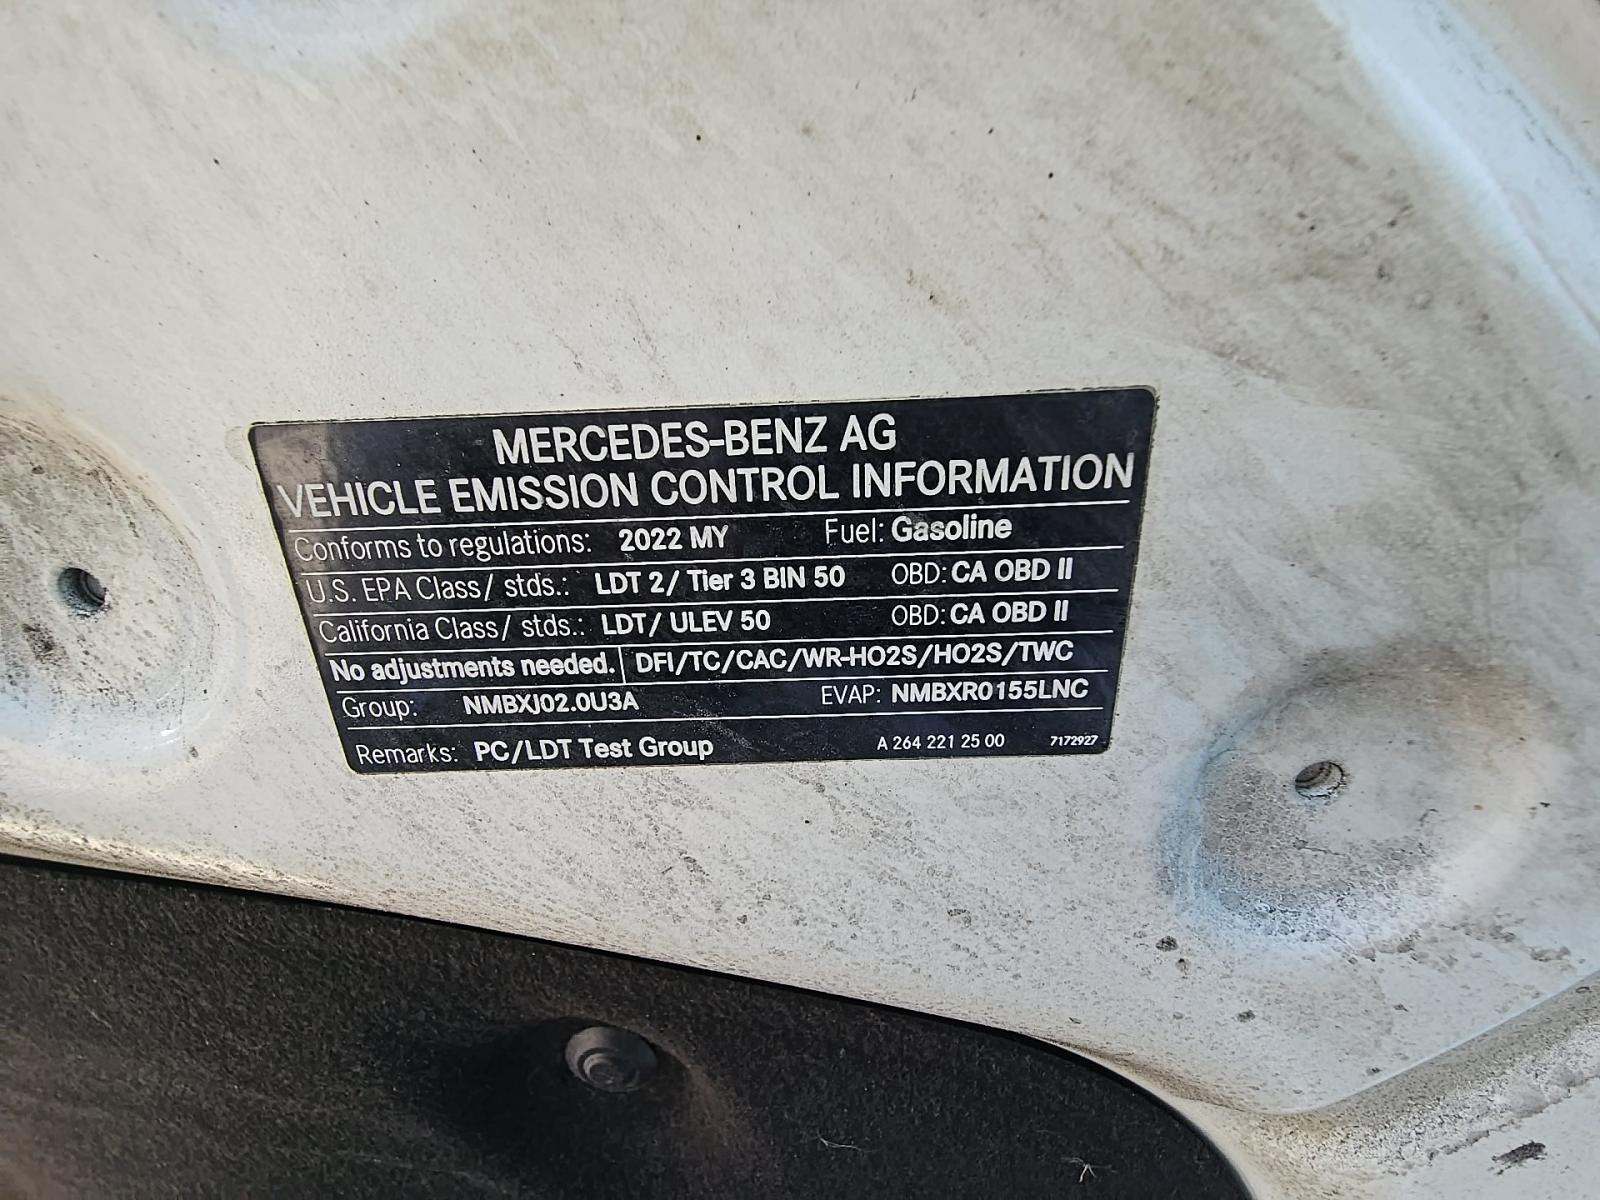 MERCEDES-BENZ AG
VEHICLE EMISSION CONTROL INFORMATION
Conforms to regulations: 2022 MY Fuel: Gasoline
U.S. EPA Class/ stds.: LDT 2/ Tier 3 BIN 50 OBD: CA OBD II
California Class/ stds.: LDT/ ULEV 50 OBD: CA OBD II
No adjustments needed. DFI/TC/CAC/WR-HO2S/HO2S/TWC
Group: NMBXJ02.0U3A EVAP: NMBXR0155LNC
Remarks: PC/LDT Test Group A 264 221 25 00 7172927